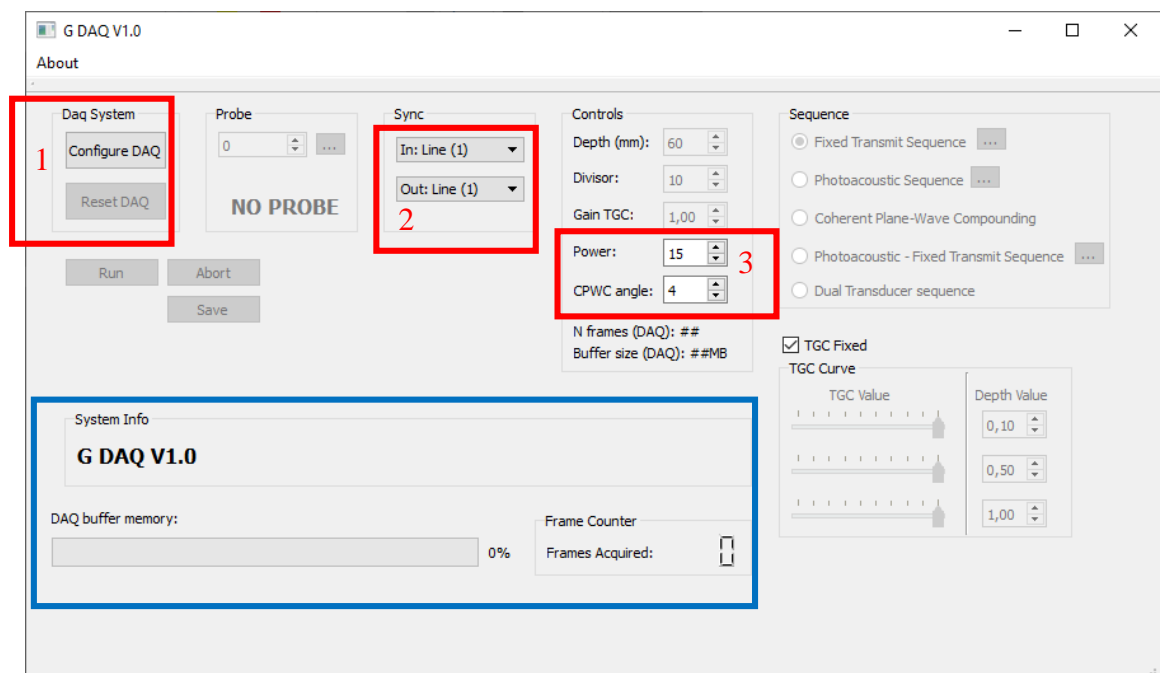 G DAQ V1.0
About
Daq System
1
Configure DAQ
Reset DAQ
Probe
0
...
NO PROBE
Sync
In: Line (1)
Out: Line (1)
2
Controls
Depth (mm): 60
Divisor: 10
Gain TGC: 1,00
Power: 15
3
CPWC angle: 4
N frames (DAQ): ##
Buffer size (DAQ): ##MB
Sequence
Fixed Transmit Sequence ...
Photoacoustic Sequence ...
Coherent Plane-Wave Compounding
Photoacoustic - Fixed Transmit Sequence ...
Dual Transducer sequence
Run Abort
Save
TGC Fixed
TGC Curve
TGC Value Depth Value
0,10
0,50
1,00
System Info
G DAQ V1.0
DAQ buffer memory:
0%
Frame Counter
Frames Acquired: 0